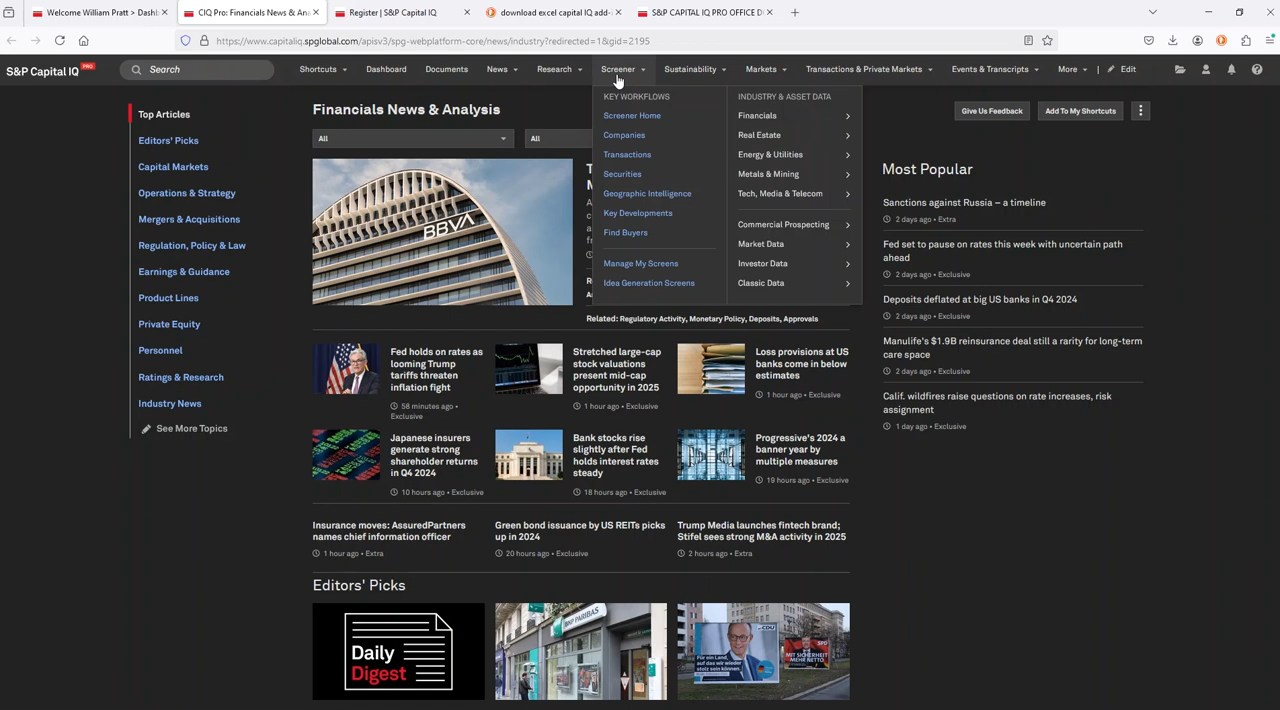 Welcome William Pratt > Dash
CIQ Pro: Financials News & An
Register | S&P Capital IQ
download excel capital IQ add-
S&P CAPITAL IQ PRO OFFICE D
https://www.capitaliq.spglobal.com/apisv3/spg-webplatform-core/news/industry?redirected=1&gid=2195
S&P Capital IQ PRO
Search
Shortcuts
Dashboard
Documents
News
Research
Screener
Sustainability
Markets
Transactions & Private Markets
Events & Transcripts
More
Edit
Top Articles
Editors' Picks
Capital Markets
Operations & Strategy
Mergers & Acquisitions
Regulation, Policy & Law
Earnings & Guidance
Product Lines
Private Equity
Personnel
Ratings & Research
Industry News
See More Topics
Financials News & Analysis
All
All
BBVA
KEY WORKFLOWS
Screener Home
Companies
Transactions
Securities
Geographic Intelligence
Key Developments
Find Buyers
Manage My Screens
Idea Generation Screens
INDUSTRY & ASSET DATA
Financials
Real Estate
Energy & Utilities
Metals & Mining
Tech, Media & Telecom
Commercial Prospecting
Market Data
Investor Data
Classic Data
Related: Regulatory Activity, Monetary Policy, Deposits, Approvals
Fed holds on rates as
looming Trump
tariffs threaten
inflation fight
58 minutes ago •
Exclusive
Stretched large-cap
stock valuations
present mid-cap
opportunity in 2025
1 hour ago • Exclusive
Loss provisions at US
banks come in below
estimates
1 hour ago • Exclusive
Japanese insurers
generate strong
shareholder returns
in Q4 2024
10 hours ago • Exclusive
Bank stocks rise
slightly after Fed
holds interest rates
steady
18 hours ago • Exclusive
Progressive's 2024 a
banner year by
multiple measures
19 hours ago • Exclusive
Insurance moves: AssuredPartners
names chief information officer
1 hour ago • Extra
Green bond issuance by US REITs picks
up in 2024
20 hours ago • Exclusive
Trump Media launches fintech brand;
Stifel sees strong M&A activity in 2025
2 hours ago • Extra
Editors' Picks
Daily
Digest
BNP PARIBAS
CDU
SPD
MIT SICHERHEIT
MEHR NETTO
Give Us Feedback
Add To My Shortcuts
Most Popular
Sanctions against Russia – a timeline
2 days ago • Extra
Fed set to pause on rates this week with uncertain path
ahead
2 days ago • Exclusive
Deposits deflated at big US banks in Q4 2024
2 days ago • Exclusive
Manulife's $1.9B reinsurance deal still a rarity for long-term
care space
2 days ago • Exclusive
Calif. wildfires raise questions on rate increases, risk
assignment
1 day ago • Exclusive